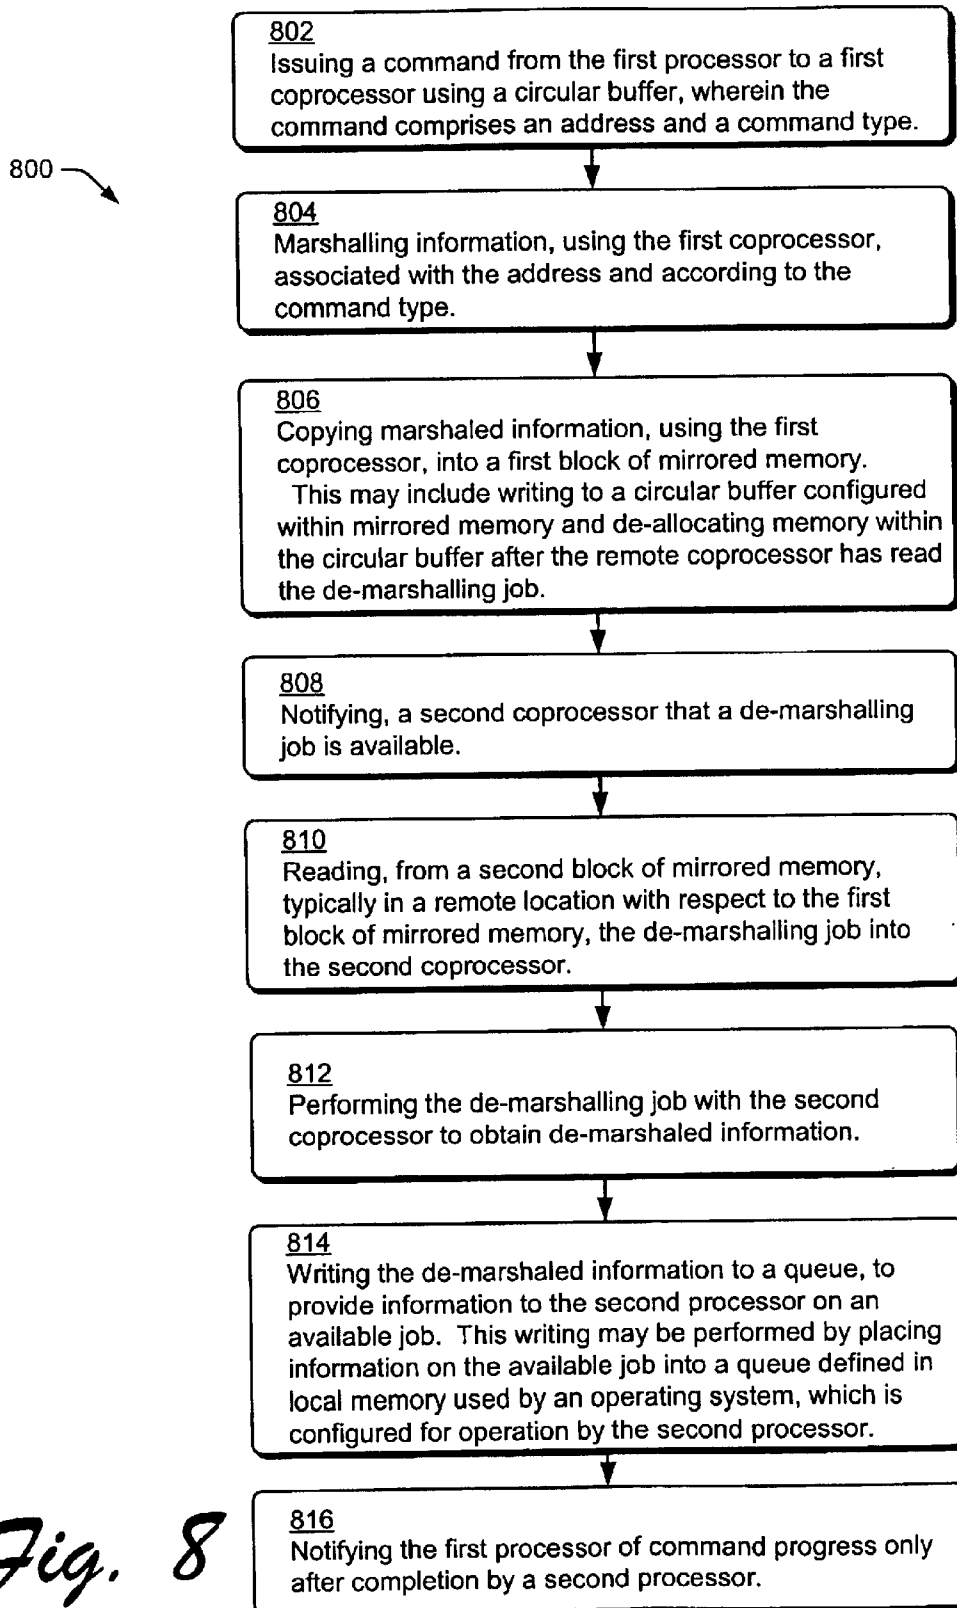 802
Issuing a command from the first processor to a first
coprocessor using a circular buffer, wherein the
command comprises an address and a command type.
800
804
Marshalling information, using the first coprocessor,
associated with the address and according to the
command type.
806
Copying marshaled information, using the first
coprocessor, into a first block of mirrored memory.
This may include writing to a circular buffer configured
within mirrored memory and de-allocating memory within
the circular buffer after the remote coprocessor has read
the de-marshalling job.
808
Notifying, a second coprocessor that a de-marshalling
job is available.
810
Reading, from a second block of mirrored memory,
typically in a remote location with respect to the first
block of mirrored memory, the de-marshalling job into
the second coprocessor.
812
Performing the de-marshalling job with the second
coprocessor to obtain de-marshaled information.
814
Writing the de-marshaled information to a queue, to
provide information to the second processor on an
available job.  This writing may be performed by placing
information on the available job into a queue defined in
local memory used by an operating system, which is
configured for operation by the second processor.
816
Notifying the first processor of command progress only
after completion by a second processor.
Fig. 8